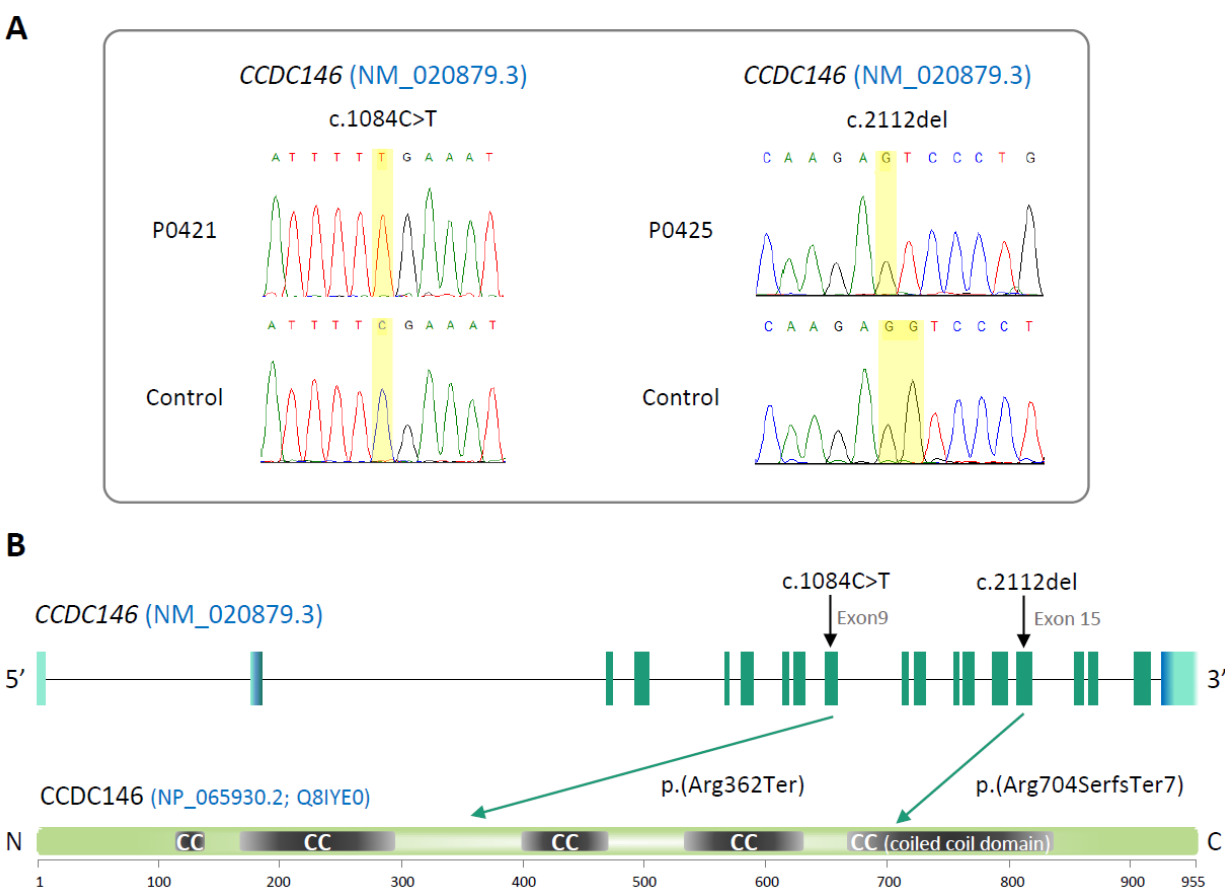 A
CCDC146 (NM_020879.3)
c.1084C>T
A T T T T T G A A A T
P0421
A T T T T C G A A A T
Control
CCDC146 (NM_020879.3)
c.2112del
C A A G A G T C C C T G
P0425
C A A G A G G T C C C T
Control
B
c.1084C>T
c.2112del
Exon9
Exon 15
CCDC146 (NM_020879.3)
5’
3’
p.(Arg362Ter)
p.(Arg704SerfsTer7)
CCDC146 (NP_065930.2; Q8IYE0)
N CC CC CC CC CC (coiled coil domain) C
1 100 200 300 400 500 600 700 800 900 955